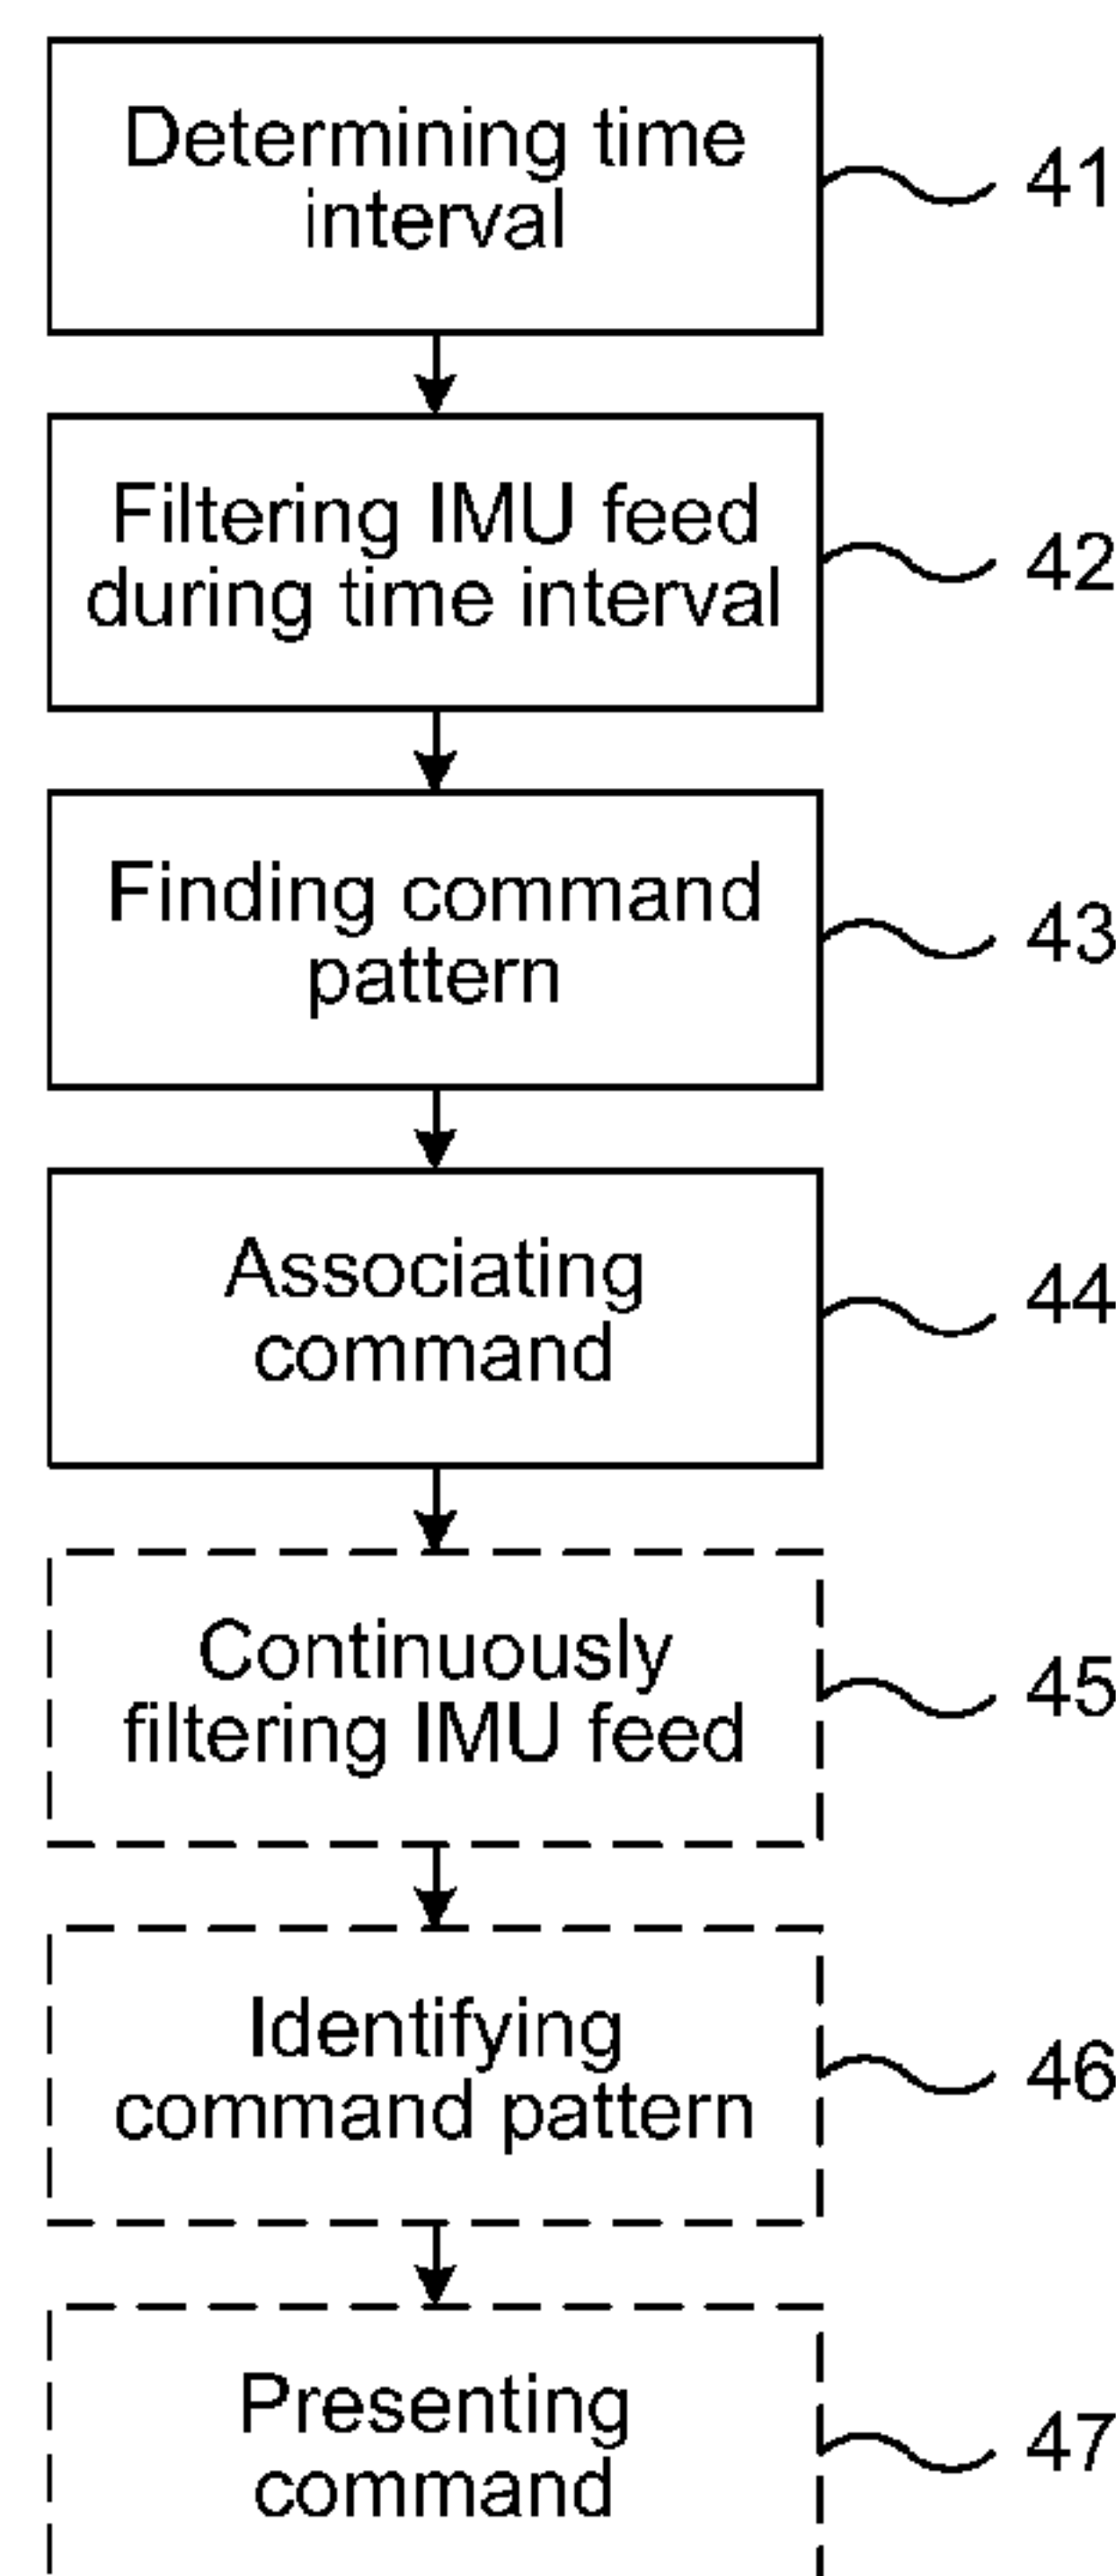 Determining time
interval
41
Filtering IMU feed
during time interval
42
Finding command
pattern
43
Associating
command
44
Continuously
filtering IMU feed
45
Identifying
command pattern
46
Presenting
command
47